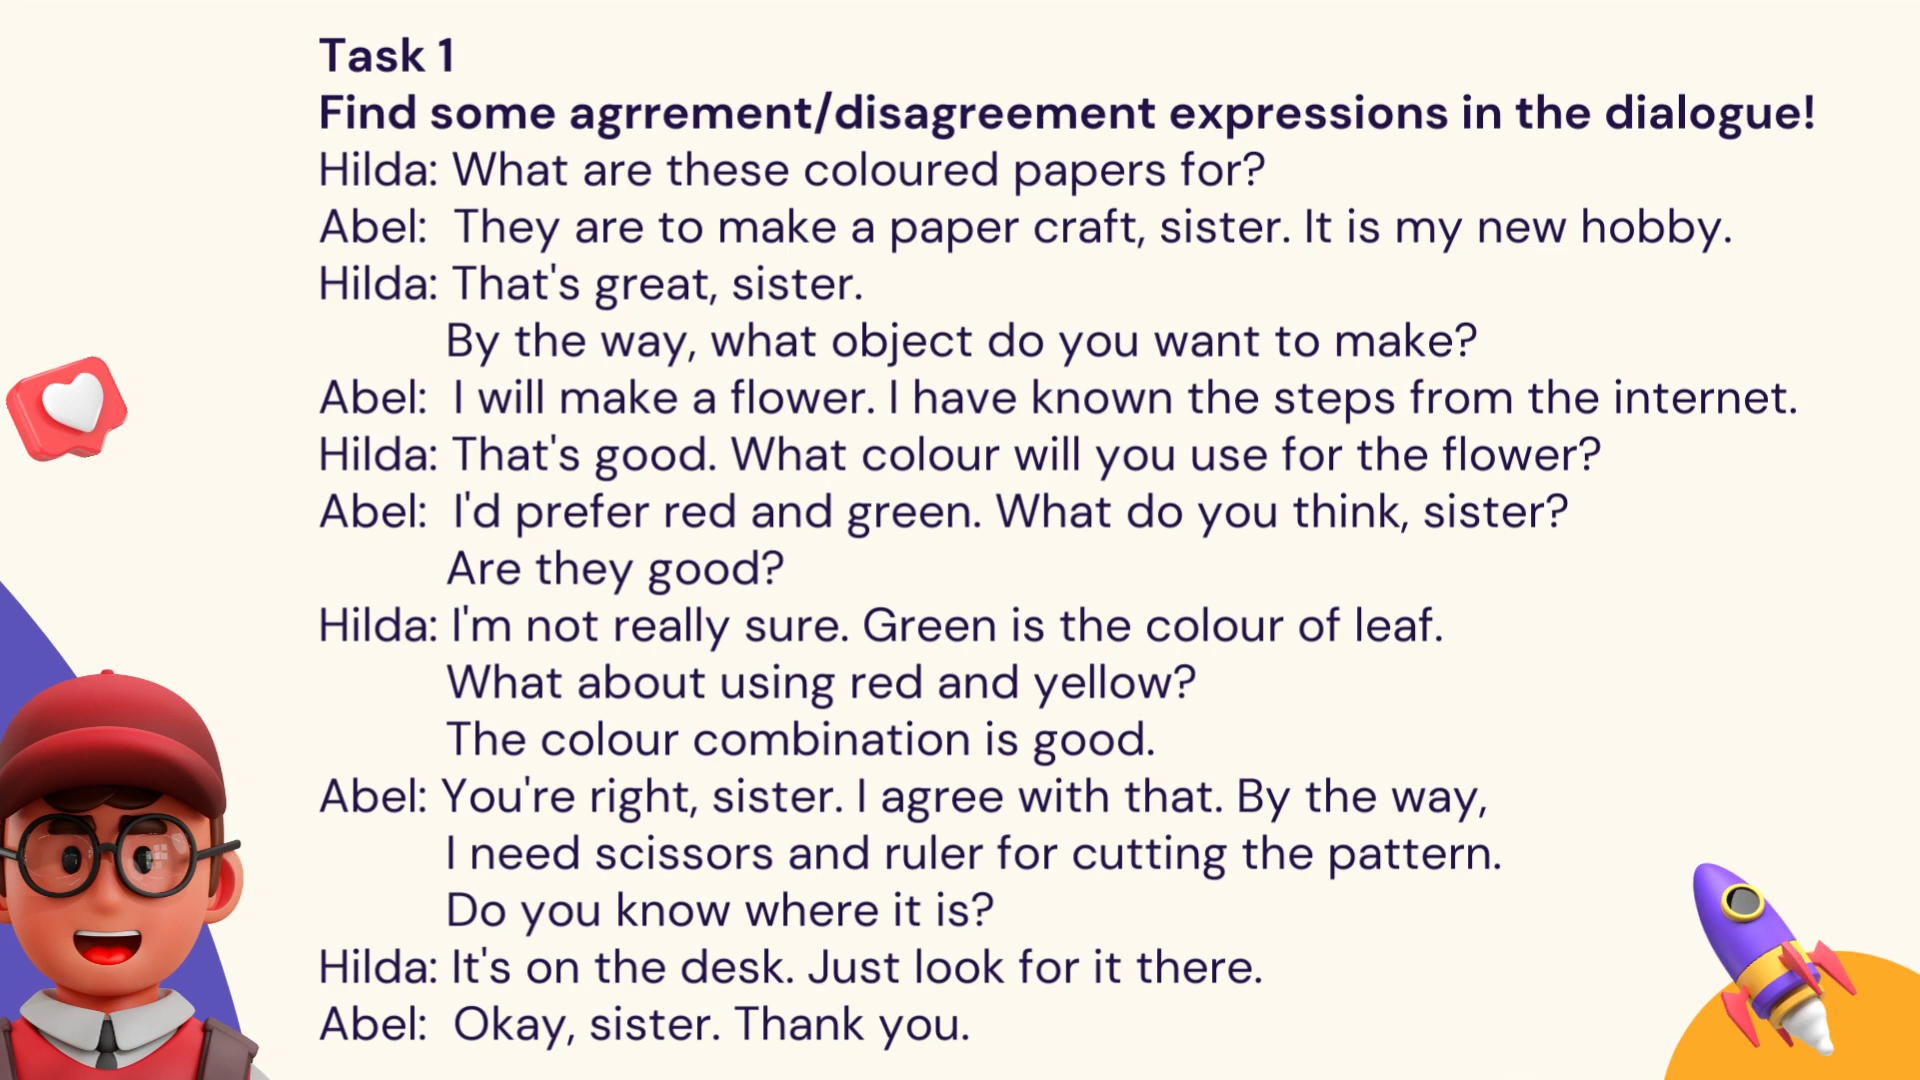 Task 1
Find some agrrement/disagreement expressions in the dialogue!
Hilda: What are these coloured papers for?
Abel: They are to make a paper craft, sister. It is my new hobby.
Hilda: That's great, sister.
By the way, what object do you want to make?
Abel: I will make a flower. I have known the steps from the internet.
Hilda: That's good. What colour will you use for the flower?
Abel: I'd prefer red and green. What do you think, sister?
Are they good?
Hilda: I'm not really sure. Green is the colour of leaf.
What about using red and yellow?
The colour combination is good.
Abel: You're right, sister. I agree with that. By the way,
I need scissors and ruler for cutting the pattern.
Do you know where it is?
Hilda: It's on the desk. Just look for it there.
Abel: Okay, sister. Thank you.